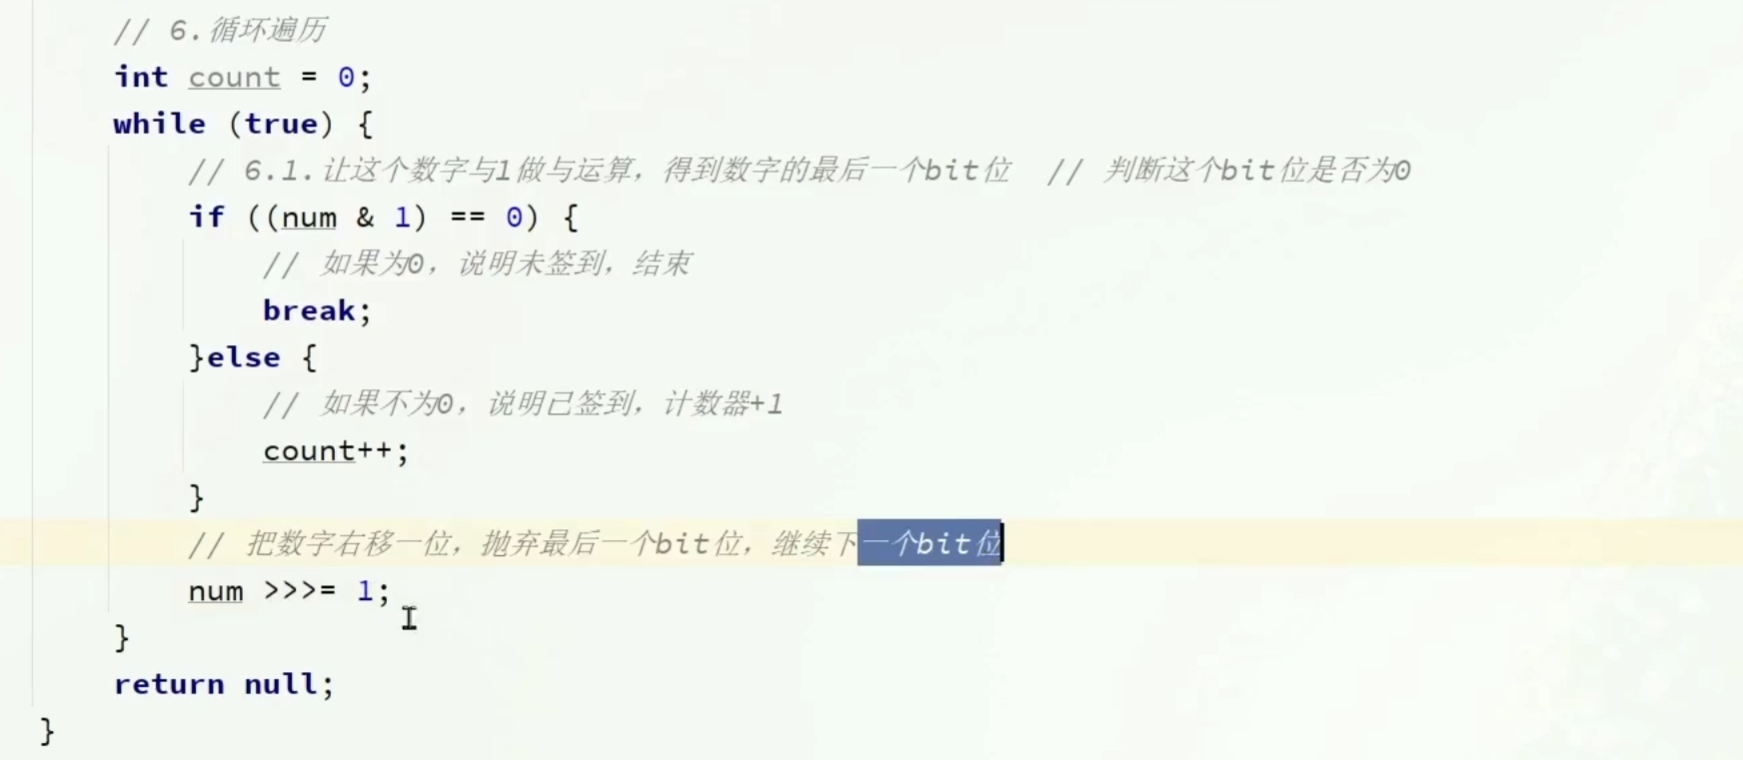 // 6.循环遍历
int count = 0;
while (true) {
// 6.1.让这个数字与1做与运算，得到数字的最后一个bit位  // 判断这个bit位是否为0
if ((num & 1) == 0) {
// 如果为0，说明未签到，结束
break;
}else {
// 如果不为0，说明已签到，计数器+1
count++;
}
// 把数字右移一位，抛弃最后一个bit位，继续下一个bit位
num >>>= 1;
}
return null;
}